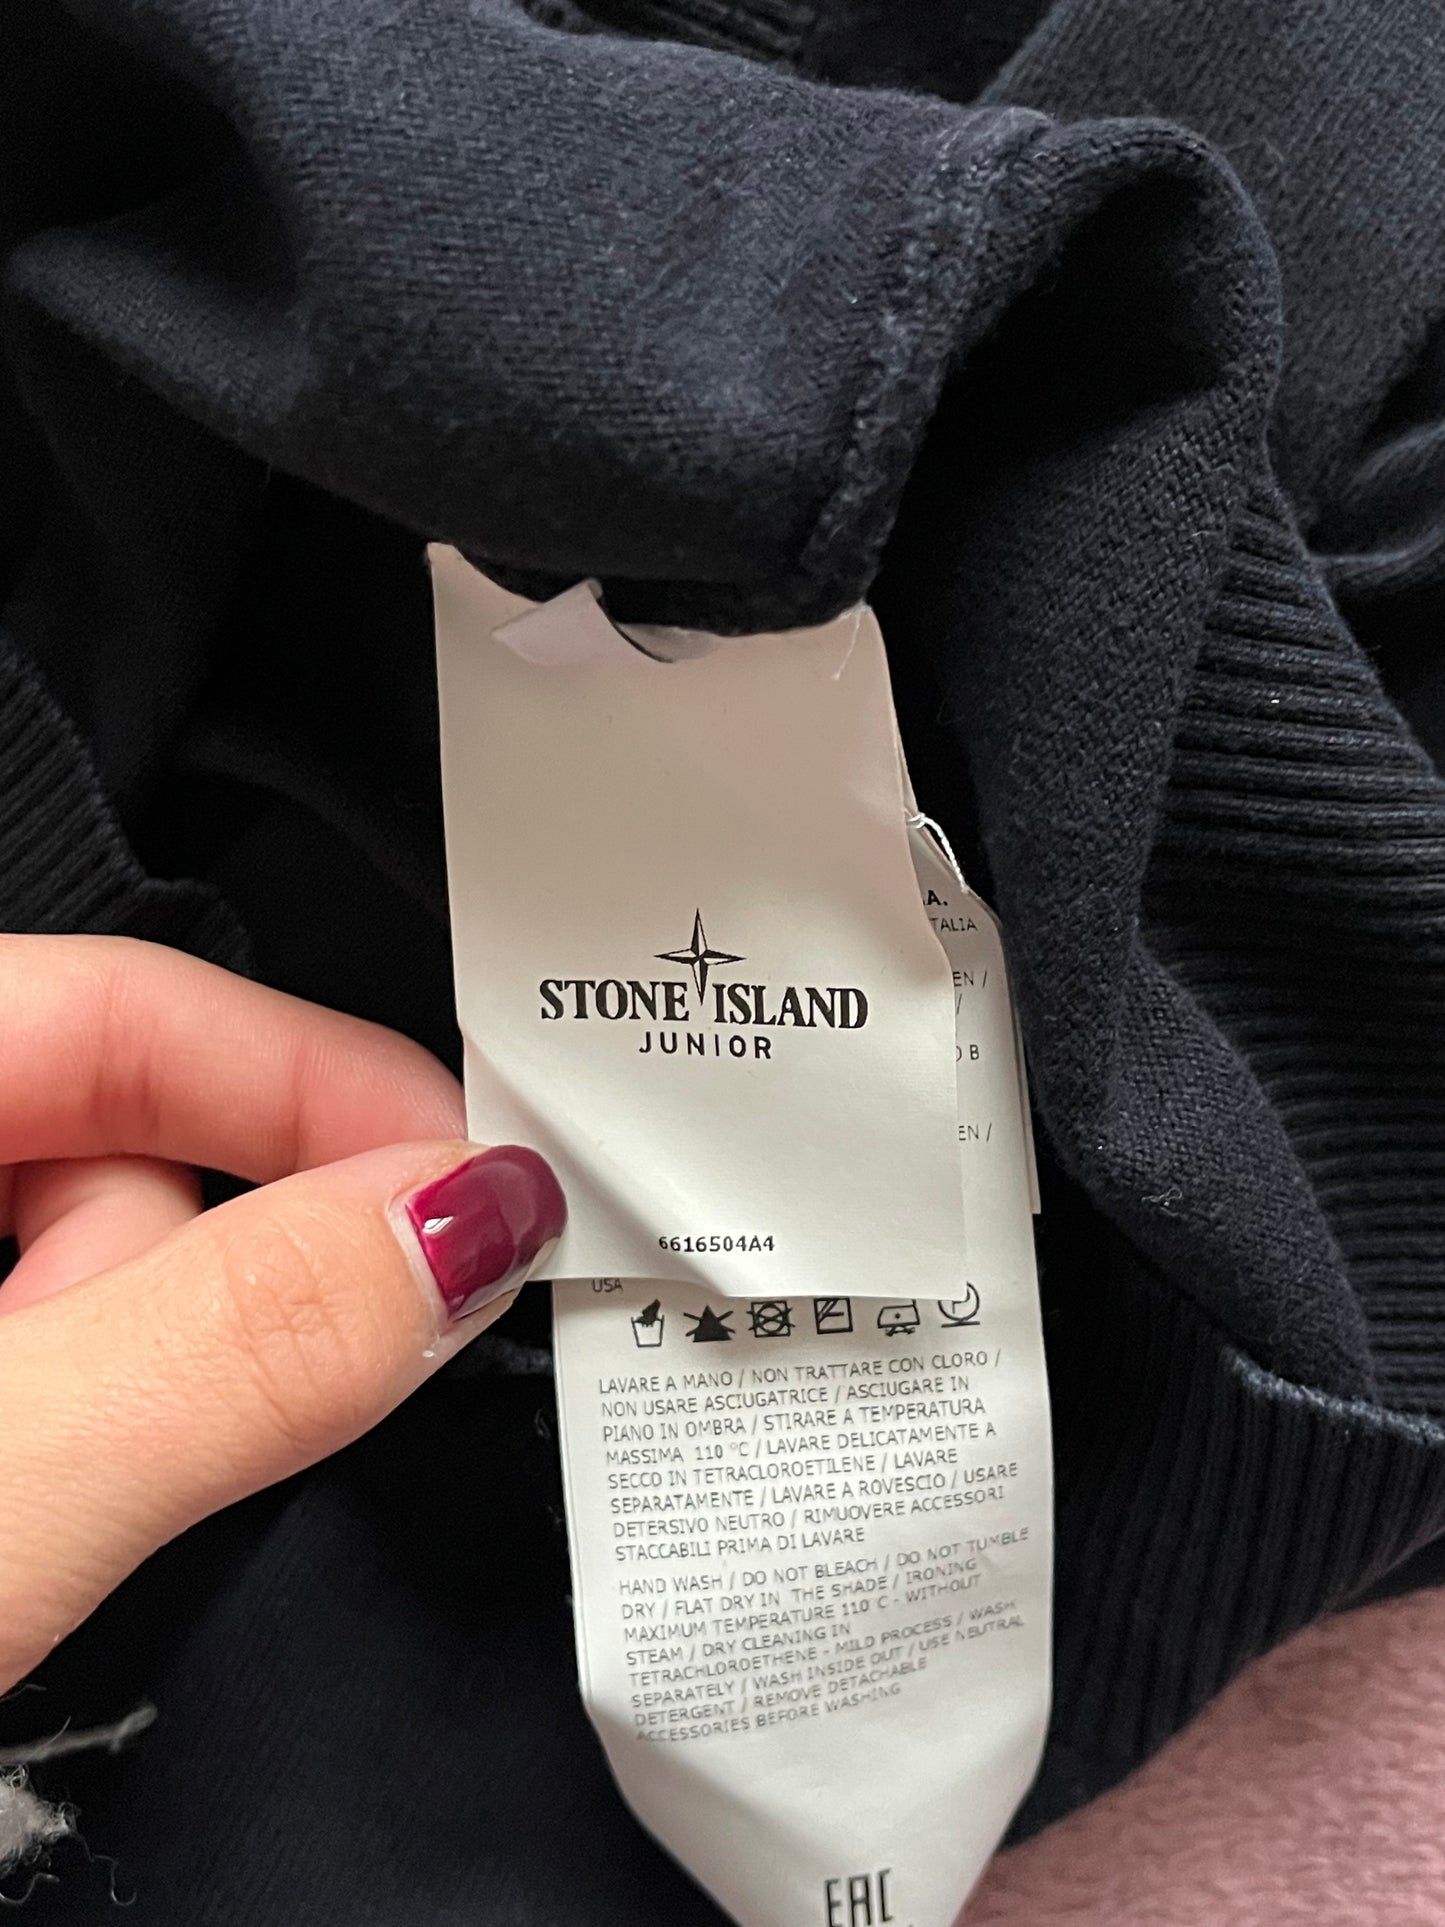 STONE ISLAND
JUNIOR
6616504A4
.A.
TALIA
EN /
/
B
EN /
USA
LAVARE A MANO / NON TRATTARE CON CLORO /
NON USARE ASCIUGATRICE / ASCIUGARE IN
PIANO IN OMBRA / STIRARE A TEMPERATURA
MASSIMA 110 °C / LAVARE DELICATAMENTE A
SECCO IN TETRACLOROETILENE / LAVARE
SEPARATAMENTE / LAVARE A ROVESCIO / USARE
DETERSIVO NEUTRO / RIMUOVERE ACCESSORI
STACCABILI PRIMA DI LAVARE
HAND WASH / DO NOT BLEACH / DO NOT TUMBLE
DRY / FLAT DRY IN THE SHADE / IRONING
MAXIMUM TEMPERATURE 110 C - WITHOUT
STEAM / DRY CLEANING IN
TETRACHLOROETHENE - MILD PROCESS / WASH
SEPARATELY / WASH INSIDE OUT / USE NEUTRAL
DETERGENT / REMOVE DETACHABLE
ACCESSORIES BEFORE WASHING
EAC